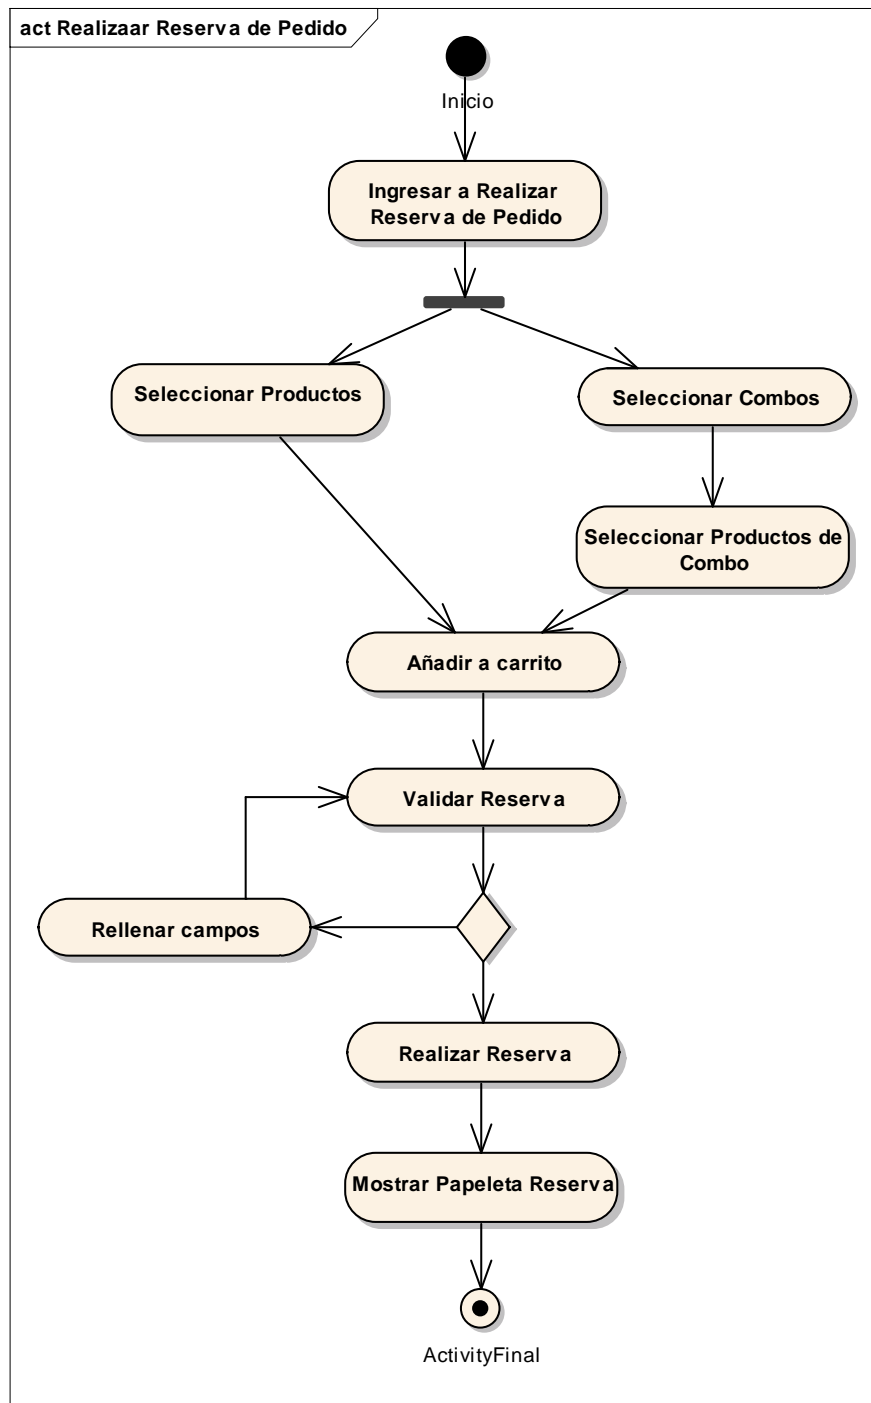 act Realizaar Reserva de Pedido
Inicio
Ingresar a Realizar
Reserva de Pedido
Seleccionar Productos
Seleccionar Combos
Seleccionar Productos de
Combo
Añadir a carrito
Validar Reserva
Rellenar campos
Realizar Reserva
Mostrar Papeleta Reserva
ActivityFinal